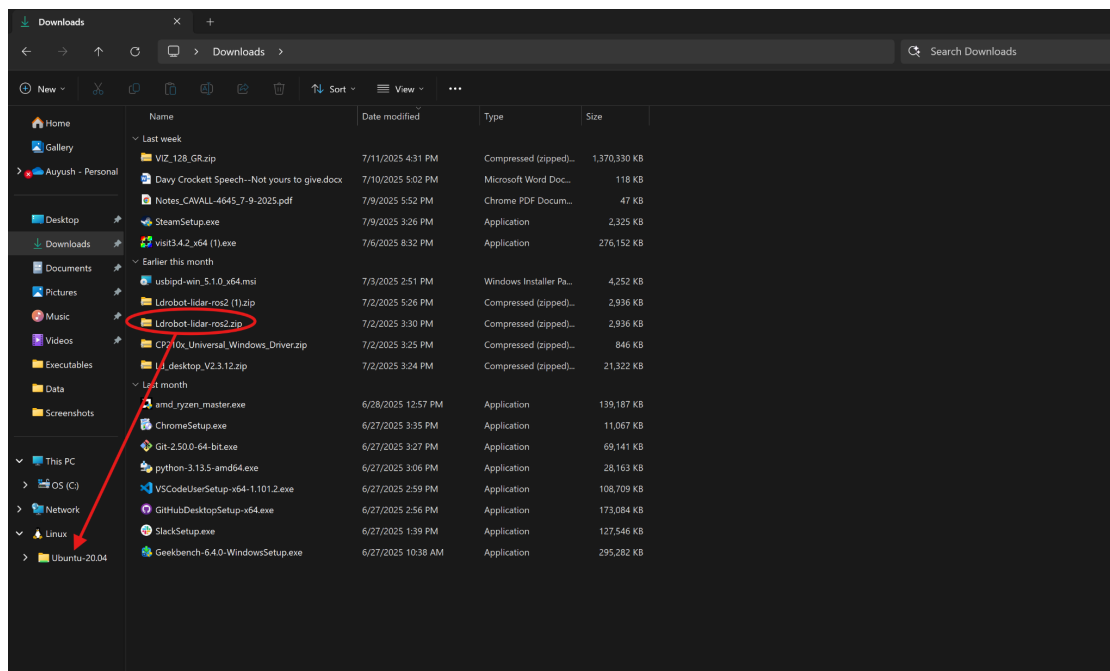 Downloads
Downloads
Search Downloads
New
Sort
View
Name Date modified Type Size
Home
Gallery
Auyush - Personal
Desktop
Downloads
Documents
Pictures
Music
Videos
Executables
Data
Screenshots
This PC
OS (C:)
Network
Linux
Ubuntu-20.04
Last week
VIZ_128_GR.zip 7/11/2025 4:31 PM Compressed (zipped)... 1,370,330 KB
Davy Crockett Speech--Not yours to give.docx 7/10/2025 5:02 PM Microsoft Word Doc... 118 KB
Notes_CAVALL-4645_7-9-2025.pdf 7/9/2025 5:52 PM Chrome PDF Docum... 47 KB
SteamSetup.exe 7/9/2025 3:26 PM Application 2,325 KB
visit3.4.2_x64 (1).exe 7/6/2025 8:32 PM Application 276,152 KB
Earlier this month
usbipd-win_5.1.0_x64.msi 7/3/2025 2:51 PM Windows Installer Pa... 4,252 KB
Ldrobot-lidar-ros2 (1).zip 7/2/2025 5:26 PM Compressed (zipped)... 2,936 KB
Ldrobot-lidar-ros2.zip 7/2/2025 3:30 PM Compressed (zipped)... 2,936 KB
CP210x_Universal_Windows_Driver.zip 7/2/2025 3:25 PM Compressed (zipped)... 846 KB
Ld_desktop_V2.3.12.zip 7/2/2025 3:24 PM Compressed (zipped)... 21,322 KB
Last month
amd_ryzen_master.exe 6/28/2025 12:57 PM Application 139,187 KB
ChromeSetup.exe 6/27/2025 3:35 PM Application 11,067 KB
Git-2.50.0-64-bit.exe 6/27/2025 3:27 PM Application 69,141 KB
python-3.13.5-amd64.exe 6/27/2025 3:06 PM Application 28,163 KB
VSCodeUserSetup-x64-1.101.2.exe 6/27/2025 2:59 PM Application 108,709 KB
GitHubDesktopSetup-x64.exe 6/27/2025 2:56 PM Application 173,084 KB
SlackSetup.exe 6/27/2025 1:39 PM Application 127,546 KB
Geekbench-6.4.0-WindowsSetup.exe 6/27/2025 10:38 AM Application 295,282 KB